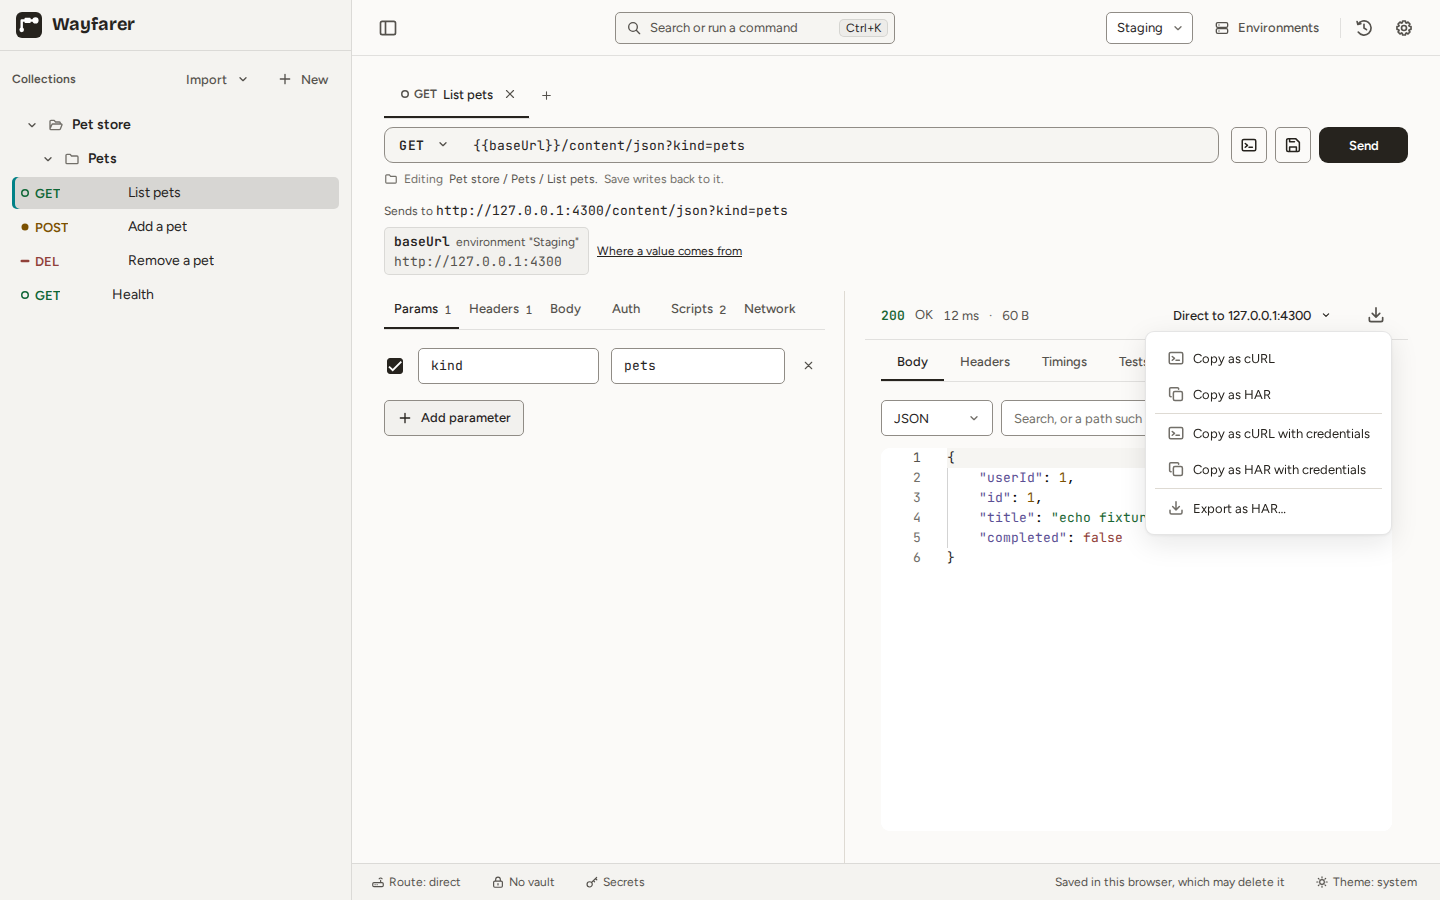 Wayfarer
Search or run a command
Ctrl+K
Staging
Environments
Collections
Import
New
Pet store
Pets
GET List pets
POST Add a pet
DEL Remove a pet
GET Health
GET List pets
GET {{baseUrl}}/content/json?kind=pets
Send
Editing Pet store / Pets / List pets. Save writes back to it.
Sends to http://127.0.0.1:4300/content/json?kind=pets
baseUrl environment "Staging"
http://127.0.0.1:4300
Where a value comes from
Params 1
Headers 1
Body
Auth
Scripts 2
Network
kind
pets
Add parameter
200 OK 12 ms · 60 B
Direct to 127.0.0.1:4300
Body
Headers
Timings
Tests
JSON
Search, or a path such
1 {
2 "userId": 1,
3 "id": 1,
4 "title": "echo fixtur
5 "completed": false
6 }
Copy as cURL
Copy as HAR
Copy as cURL with credentials
Copy as HAR with credentials
Export as HAR...
Route: direct
No vault
Secrets
Saved in this browser, which may delete it
Theme: system